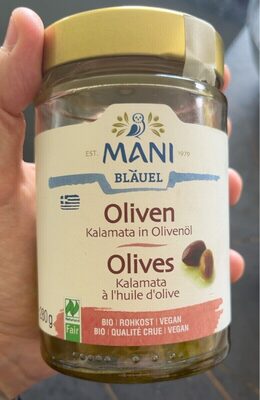 EST. 1979
MANI
BLÄUEL
Oliven
Kalamata in Olivenöl
Olives
Kalamata
à l'huile d'olive
BIO | ROHKOST | VEGAN
BIO | QUALITÉ CRUE | VEGAN
Fair